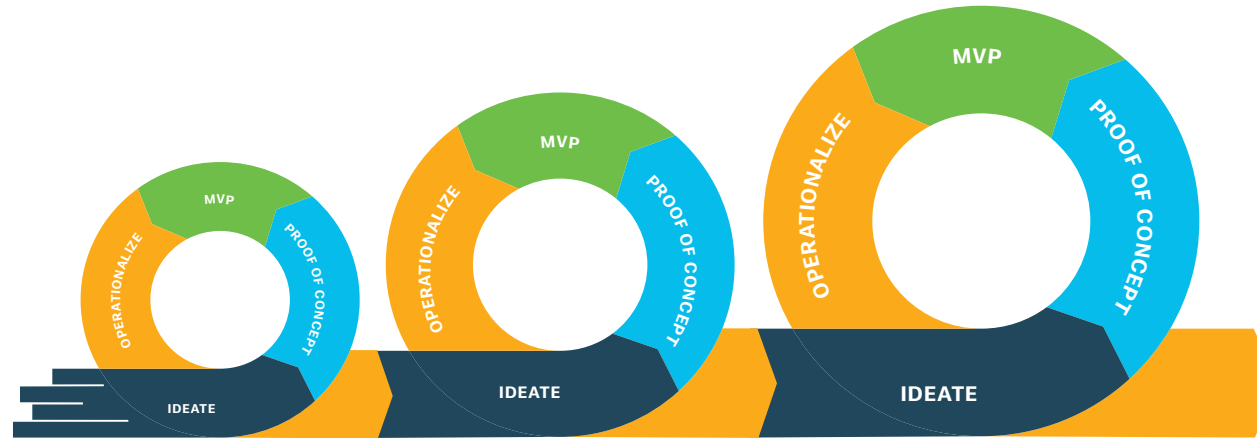 MVP
PROOF OF CONCEPT
OPERATIONALIZE
IDEATE
MVP
PROOF OF CONCEPT
OPERATIONALIZE
IDEATE
MVP
PROOF OF CONCEPT
OPERATIONALIZE
IDEATE